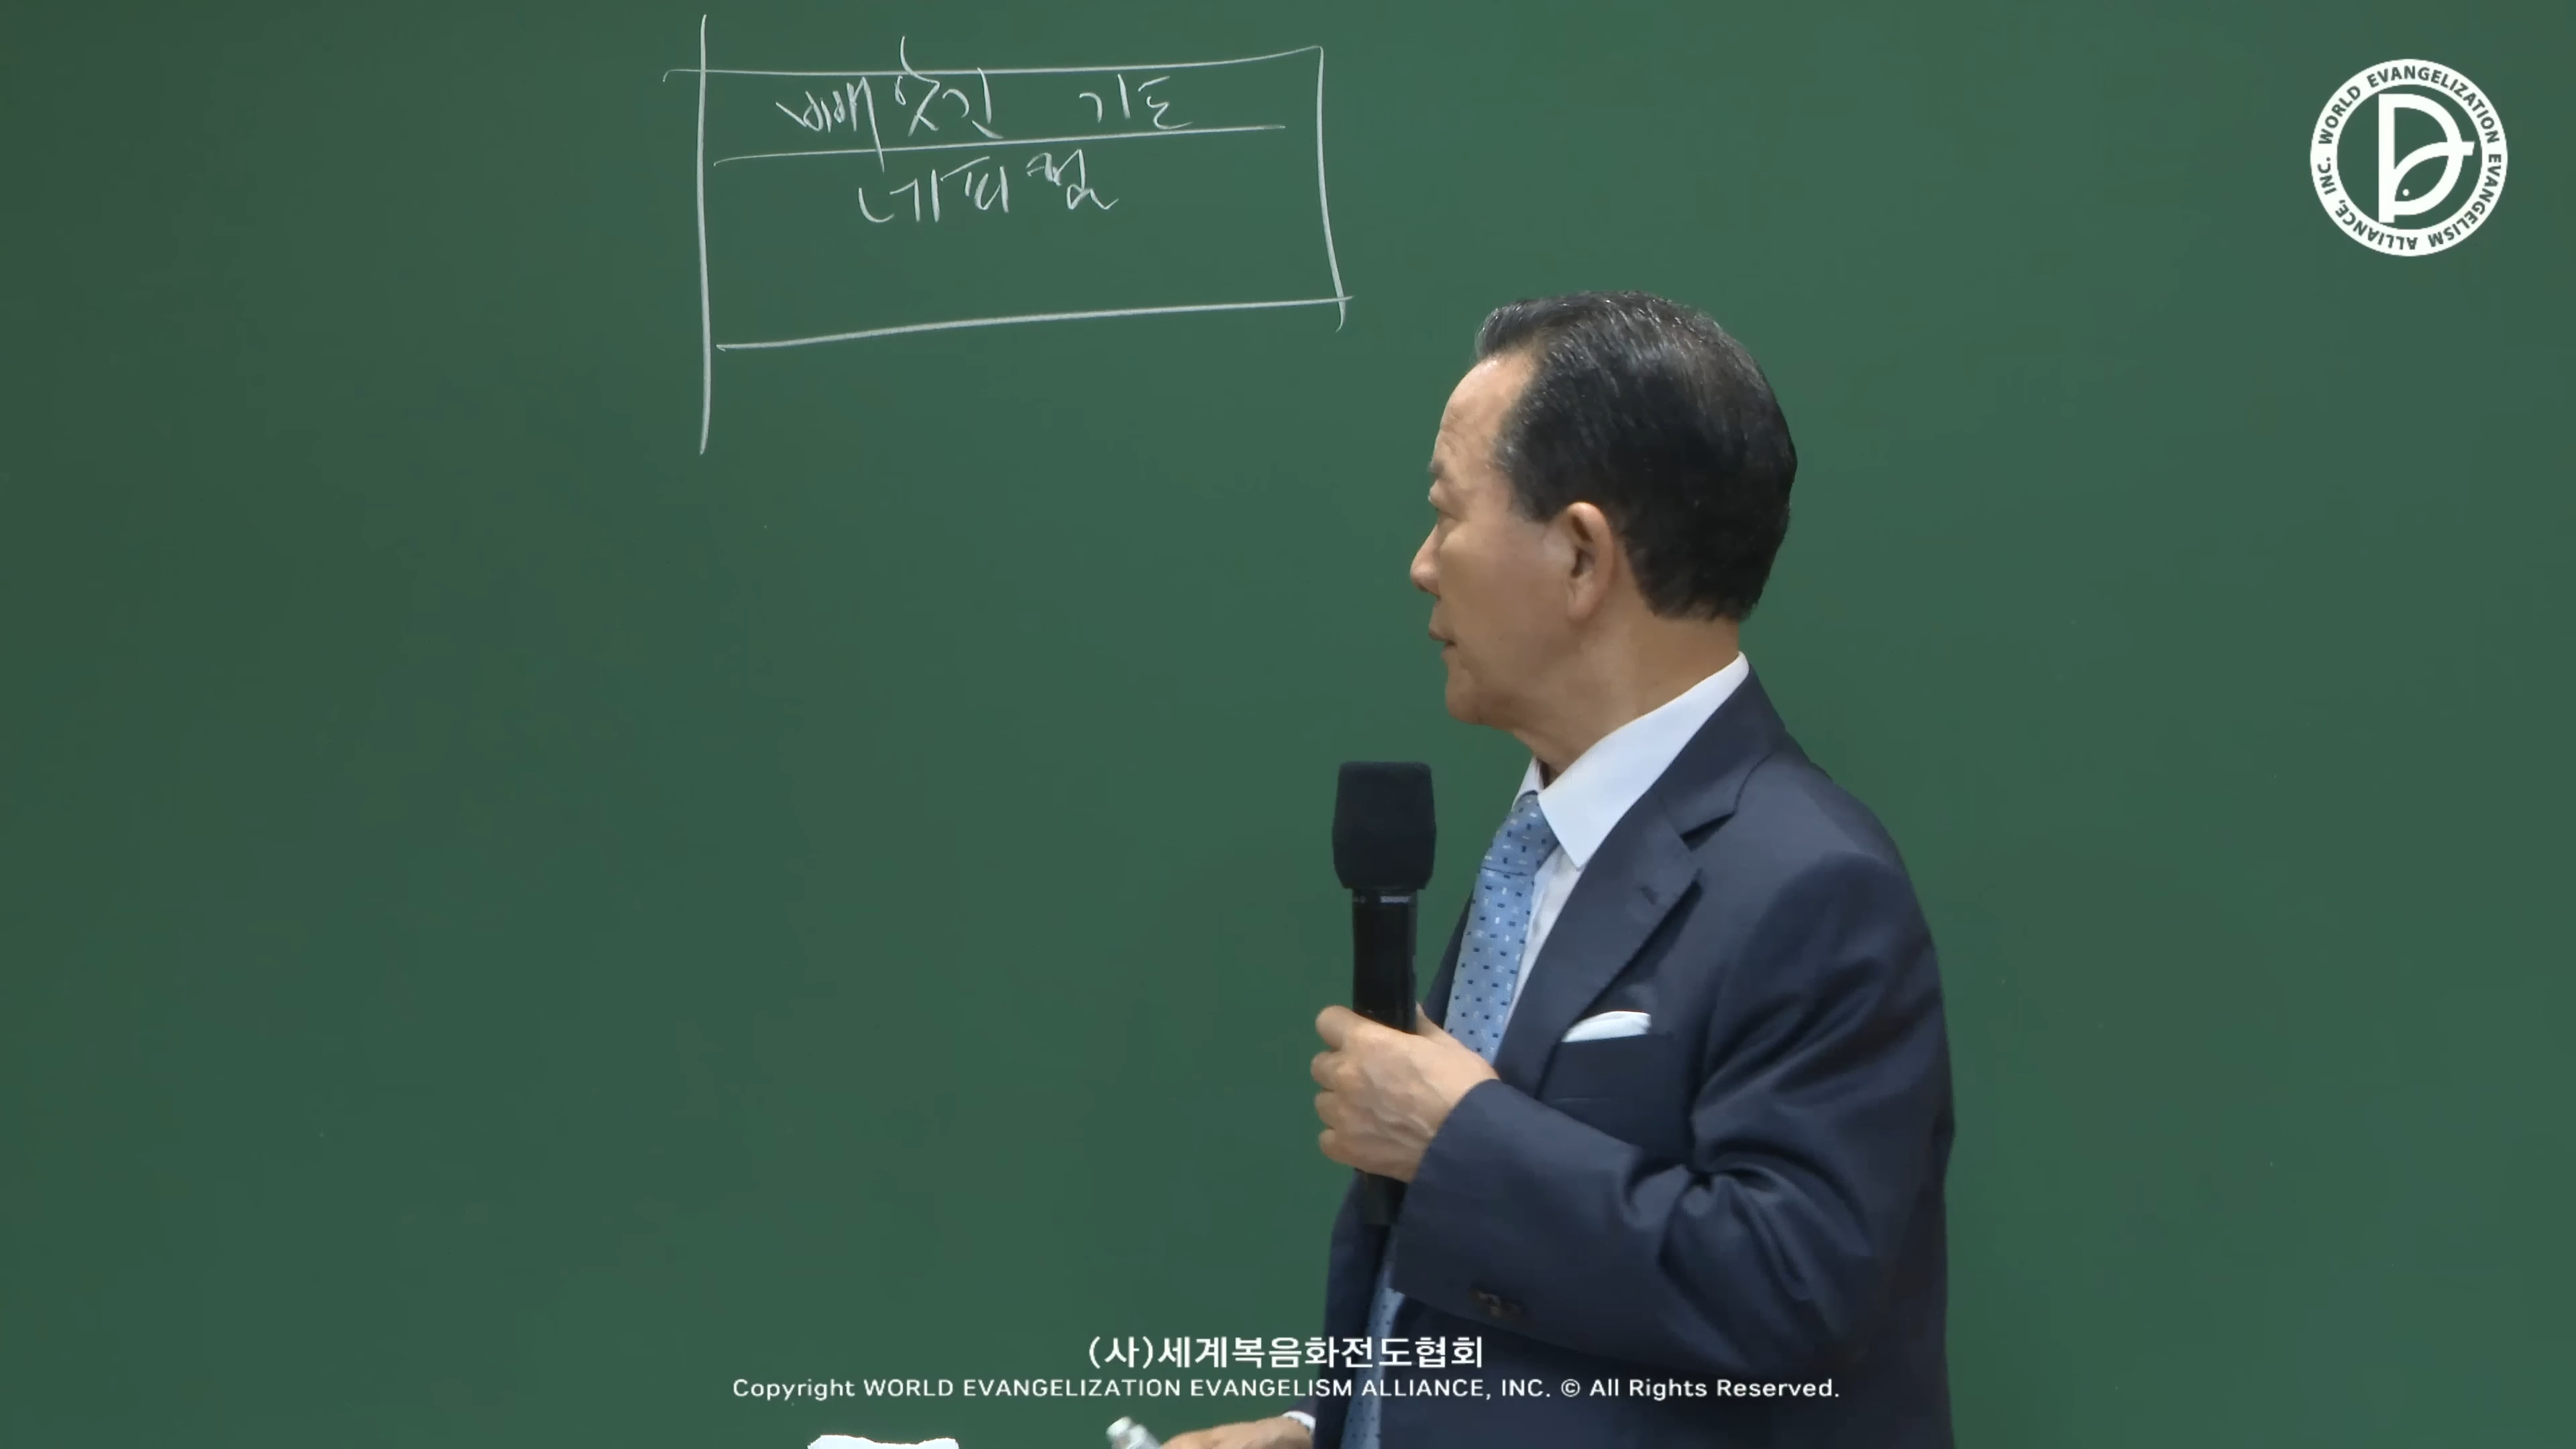 빼앗긴 기도
네피림
WORLD EVANGELIZATION EVANGELISM ALLIANCE, INC.
(사)세계복음화전도협회
Copyright WORLD EVANGELIZATION EVANGELISM ALLIANCE, INC. © All Rights Reserved.